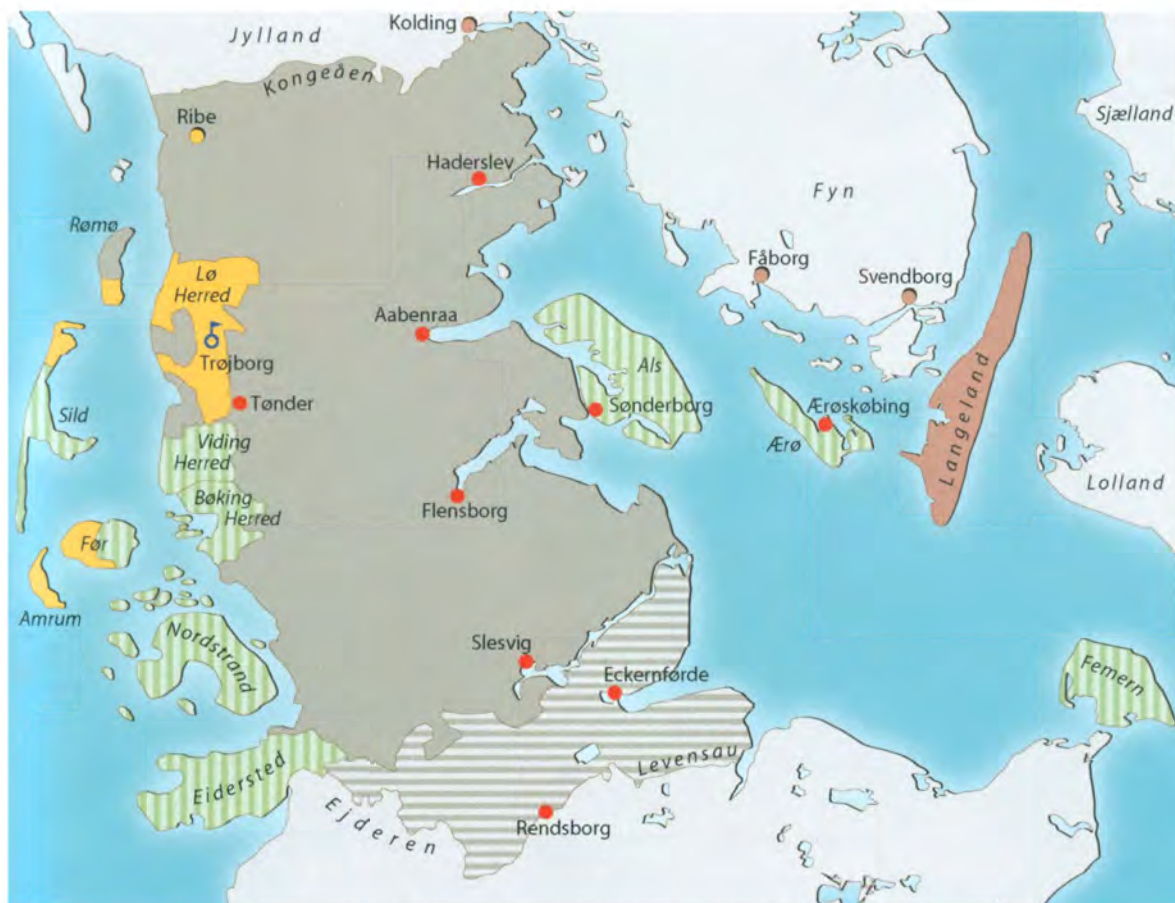 Jylland
Kolding
Kongeåen
Ribe
Sjælland
Haderslev
Fyn
Rømø
Lø
Herred
Fåborg
Svendborg
Aabenraa
Trøjborg
Als
Langeland
Tønder
Sønderborg
Ærøskøbing
Sild
Viding
Herred
Ærø
Lolland
Bøking
Herred
Flensborg
Før
Amrum
Nordstrand
Slesvig
Eckernførde
Femern
Eidersted
Levensau
Ejderen
Rendsborg